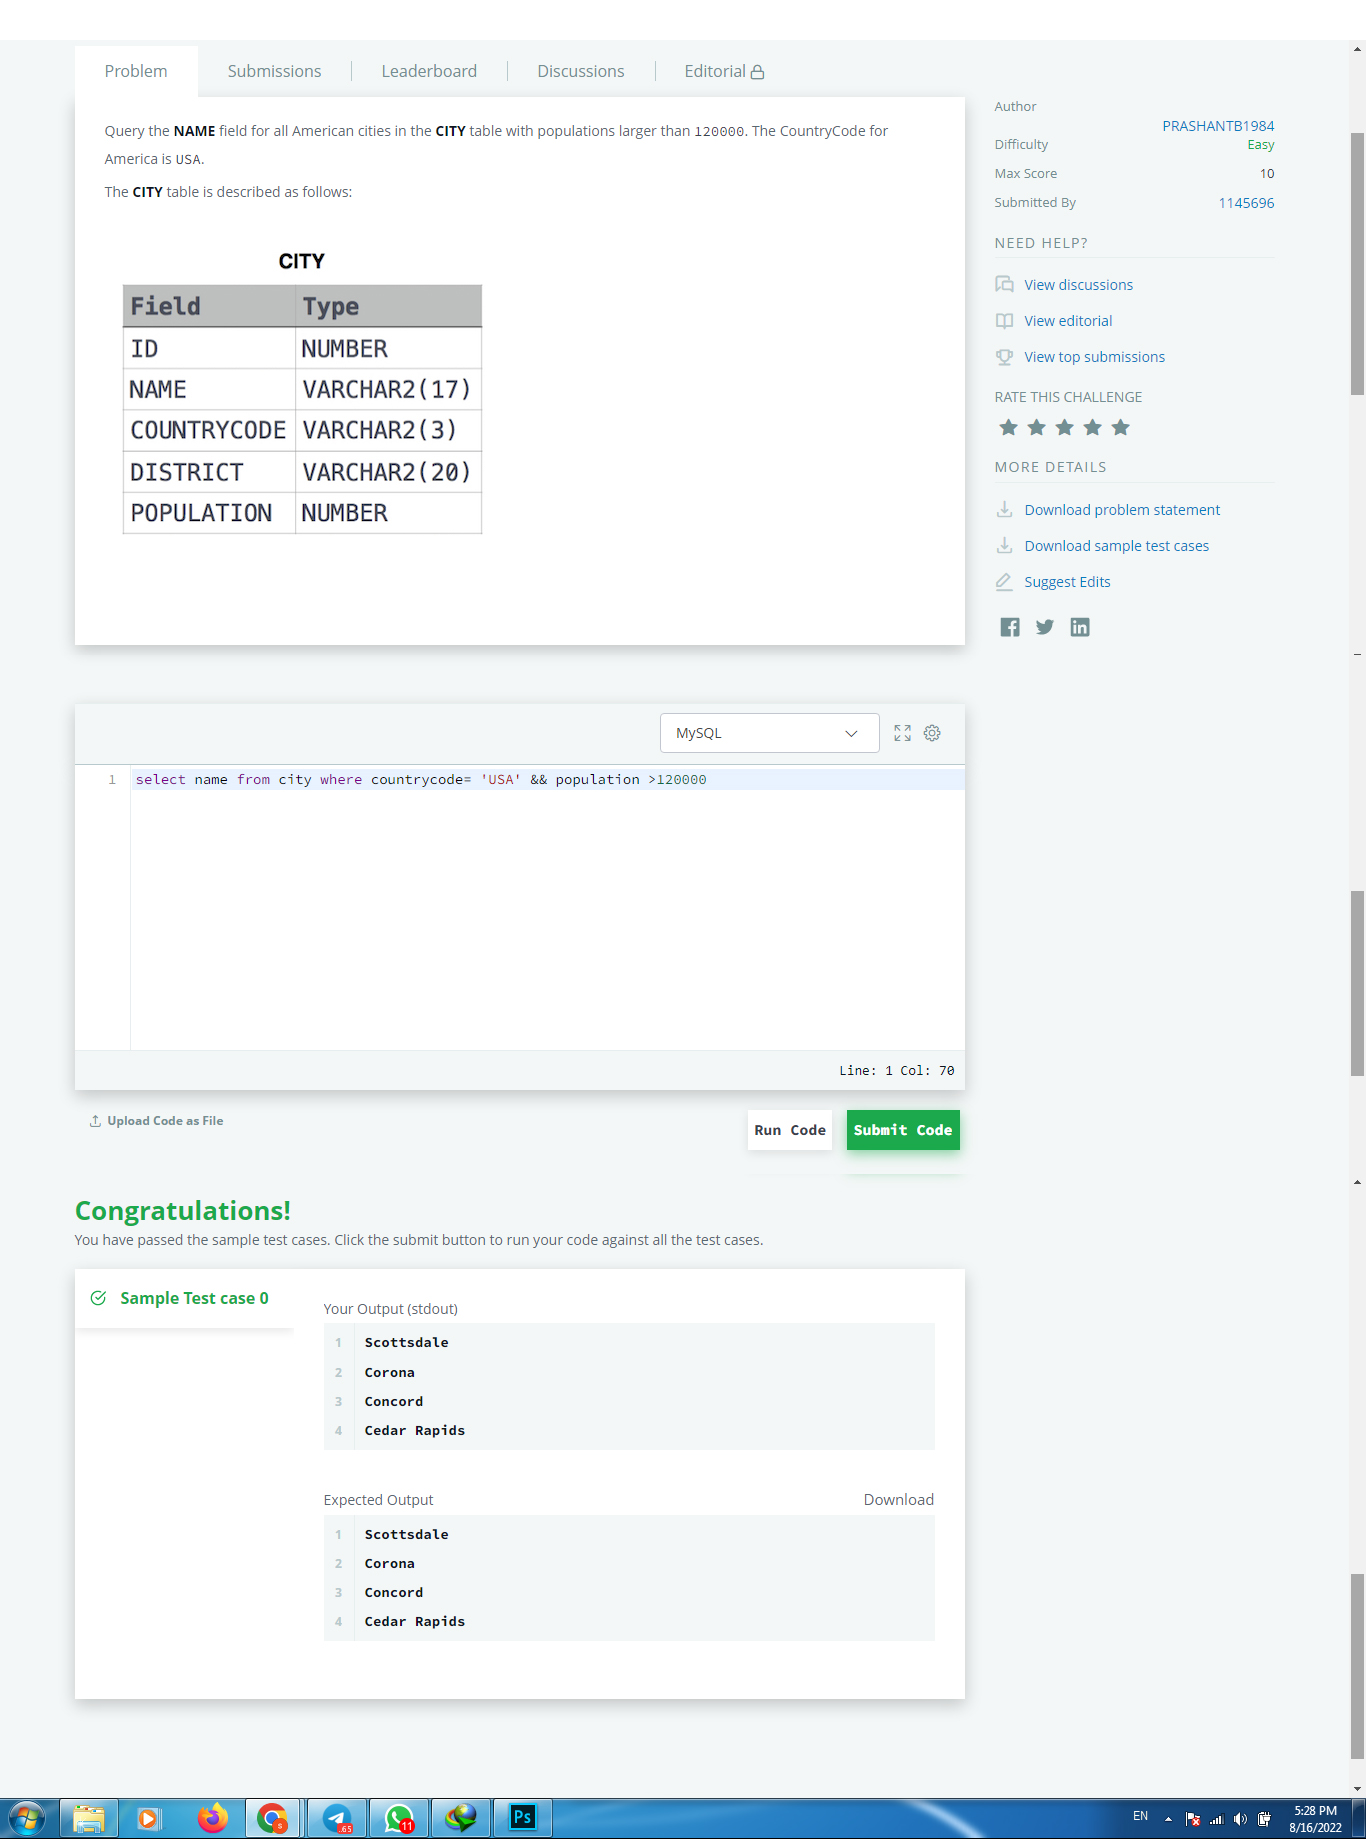 Problem
Submissions
Leaderboard
Discussions
Editorial
Query the NAME field for all American cities in the CITY table with populations larger than 120000. The CountryCode for
America is USA.
The CITY table is described as follows:
CITY
Field Type
ID NUMBER
NAME VARCHAR2(17)
COUNTRYCODE VARCHAR2(3)
DISTRICT VARCHAR2(20)
POPULATION NUMBER
Author
PRASHANTB1984
Difficulty Easy
Max Score 10
Submitted By 1145696
NEED HELP?
View discussions
View editorial
View top submissions
RATE THIS CHALLENGE
MORE DETAILS
Download problem statement
Download sample test cases
Suggest Edits
MySQL
1 select name from city where countrycode= 'USA' && population >120000
Line: 1 Col: 70
Upload Code as File
Run Code
Submit Code
Congratulations!
You have passed the sample test cases. Click the submit button to run your code against all the test cases.
Sample Test case 0
Your Output (stdout)
1 Scottsdale
2 Corona
3 Concord
4 Cedar Rapids
Expected Output Download
1 Scottsdale
2 Corona
3 Concord
4 Cedar Rapids
.65
11
Ps
EN
5:28 PM
8/16/2022